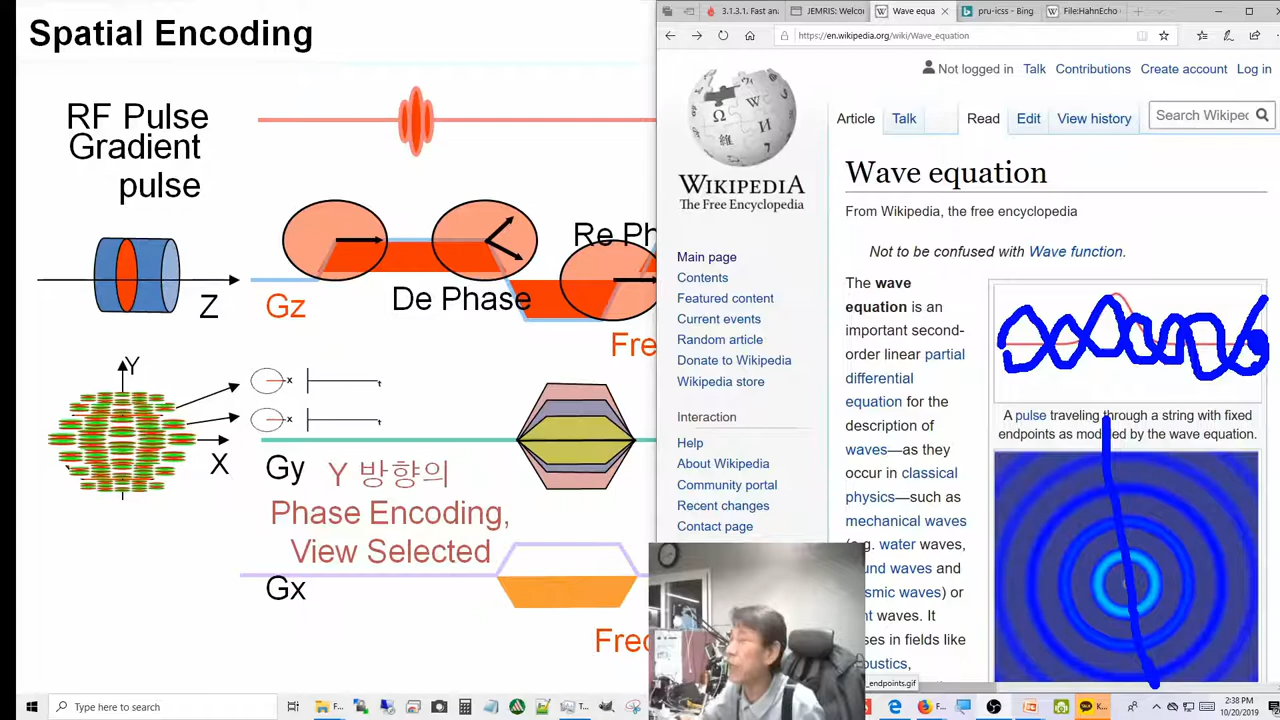 Spatial Encoding
RF Pulse
Gradient
pulse
Re Ph
Z
Gz
De Phase
Fre
Y
x
t
x
t
X
Gy
Y 방향의
Phase Encoding,
View Selected
Gx
Frec
3.1.3.1. Fast an
JEMRIS: Welcor
Wave equa
pru-icss - Bing
File:HahnEcho
https://en.wikipedia.org/wiki/Wave_equation
Not logged in Talk Contributions Create account Log in
Article Talk Read Edit View history Search Wikipec
WIKIPEDIA
The Free Encyclopedia
Main page
Contents
Featured content
Current events
Random article
Donate to Wikipedia
Wikipedia store
Interaction
Help
About Wikipedia
Community portal
Recent changes
Contact page
Wave equation
From Wikipedia, the free encyclopedia
Not to be confused with Wave function.
The wave
equation is an
important second-
order linear partial
differential
equation for the
description of
waves—as they
occur in classical
physics—such as
mechanical waves
e.g. water waves,
und waves and
smic waves) or
waves. It
ses in fields like
oustics,
A pulse traveling through a string with fixed
endpoints as modeled by the wave equation.
_endpoints.gif
Type here to search
F...
T...
F...
Ka...
2:38 PM
10/20/2019